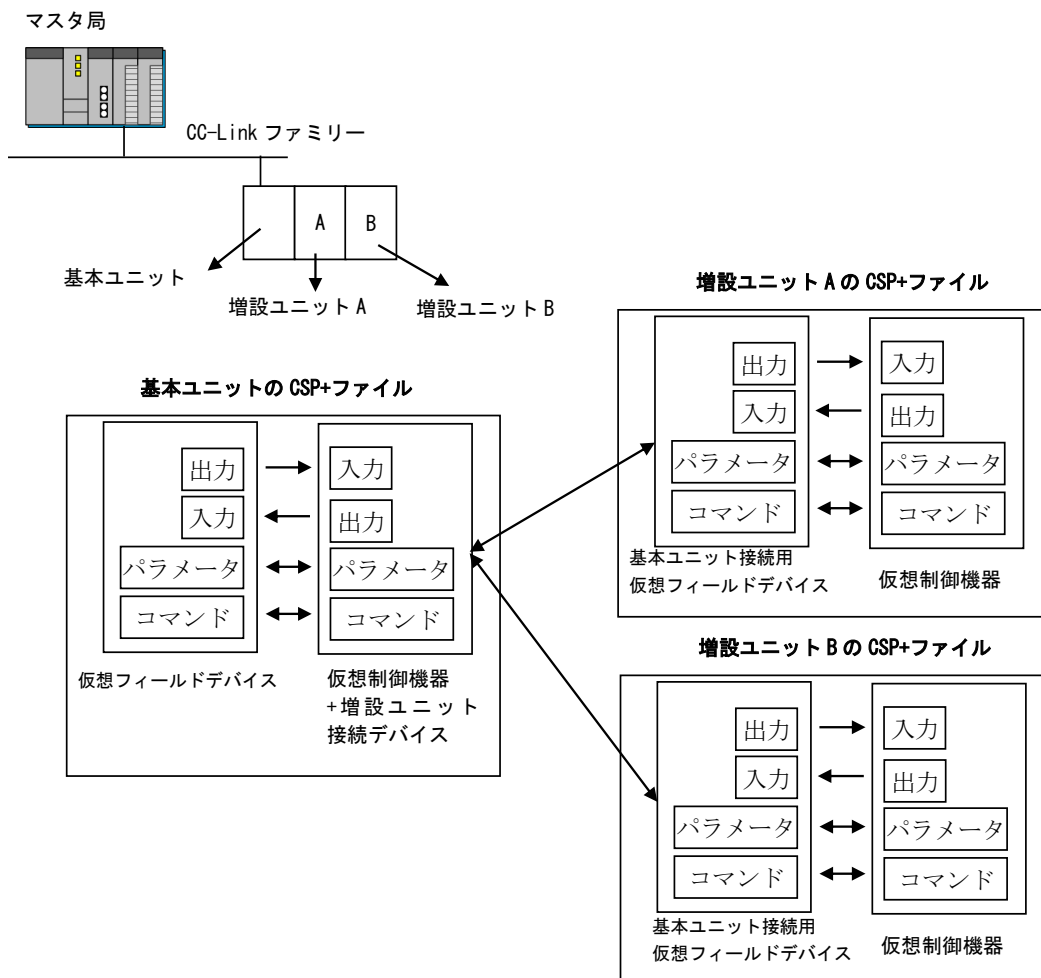 マスタ局
CC-Link ファミリー
A
B
基本ユニット
増設ユニット A
増設ユニット B
基本ユニットの CSP+ファイル
出力
入力
入力
出力
パラメータ
パラメータ
コマンド
コマンド
仮想フィールドデバイス
仮想制御機器
+増設ユニット
接続デバイス
増設ユニット A の CSP+ファイル
出力
入力
入力
出力
パラメータ
パラメータ
コマンド
コマンド
基本ユニット接続用
仮想フィールドデバイス
仮想制御機器
増設ユニット B の CSP+ファイル
出力
入力
入力
出力
パラメータ
パラメータ
コマンド
コマンド
基本ユニット接続用
仮想フィールドデバイス
仮想制御機器